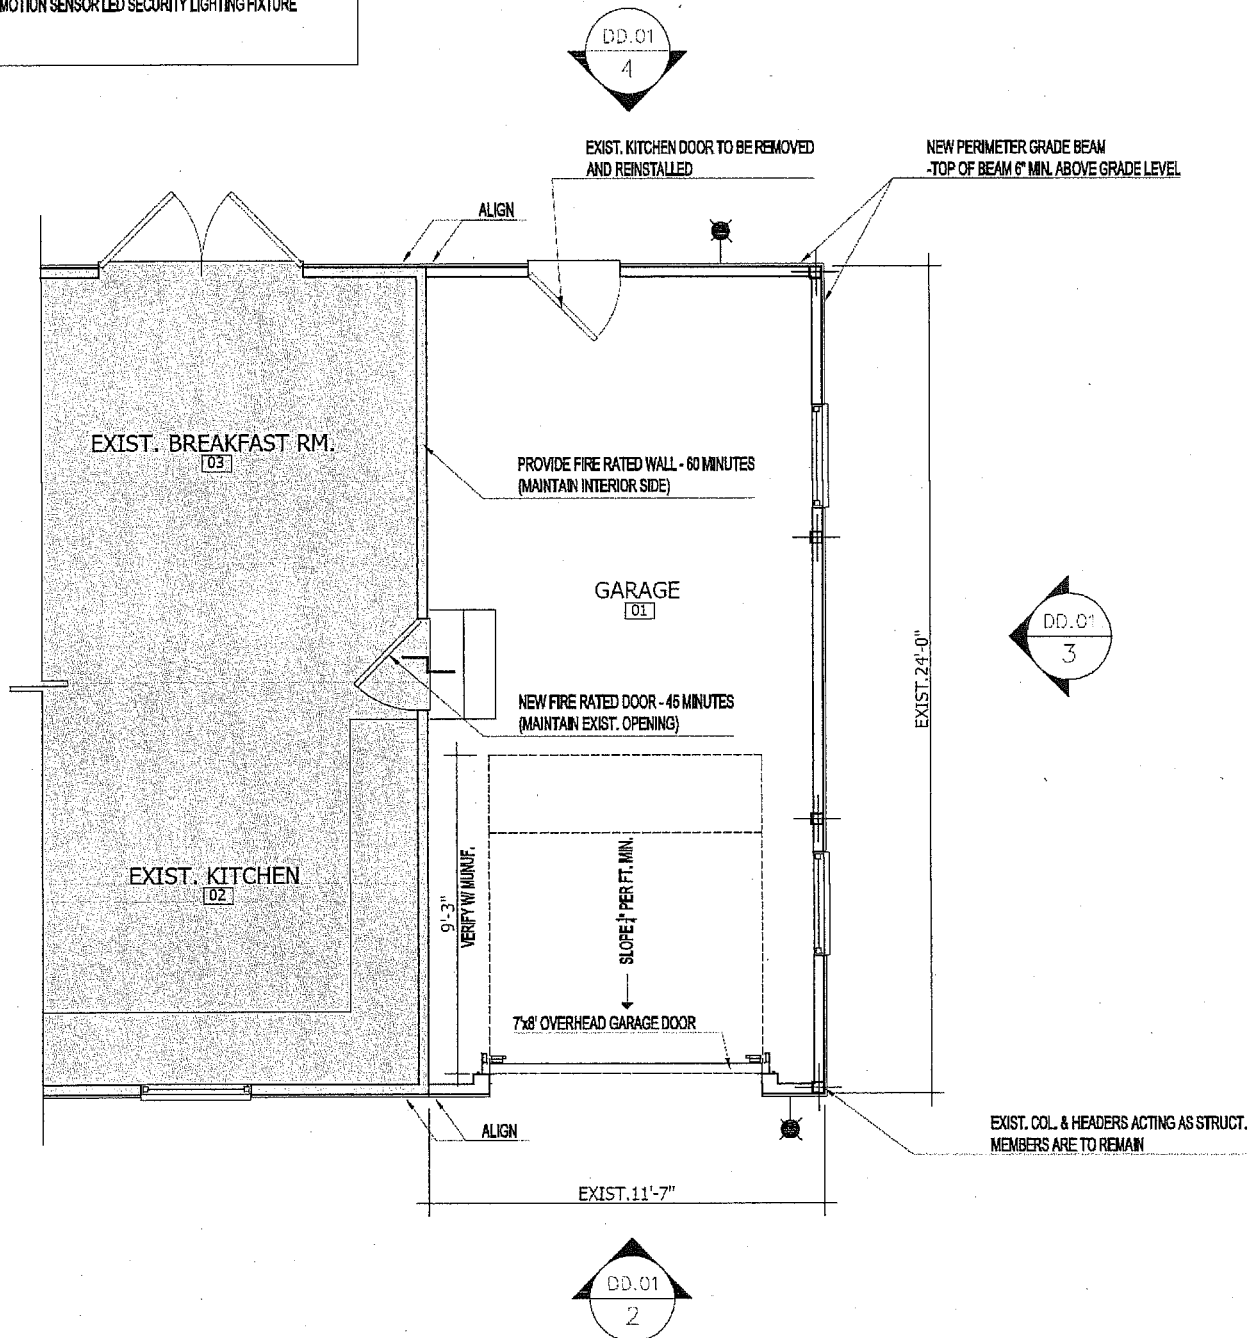 MOTION SENSOR LED SECURITY LIGHTING FIXTURE
DD.01
4
EXIST. KITCHEN DOOR TO BE REMOVED
AND REINSTALLED
NEW PERIMETER GRADE BEAM
-TOP OF BEAM 6" MIN. ABOVE GRADE LEVEL
ALIGN
EXIST. BREAKFAST RM.
03
PROVIDE FIRE RATED WALL - 60 MINUTES
(MAINTAIN INTERIOR SIDE)
GARAGE
01
DD.01
3
EXIST.24'-0"
NEW FIRE RATED DOOR - 45 MINUTES
(MAINTAIN EXIST. OPENING)
EXIST. KITCHEN
02
9'-3"
VERIFY W/ MUNUF.
SLOPE PER FT. MIN.
7'x8' OVERHEAD GARAGE DOOR
ALIGN
EXIST. COL. & HEADERS ACTING AS STRUCT.
MEMBERS ARE TO REMAIN
EXIST.11'-7"
DD.01
2